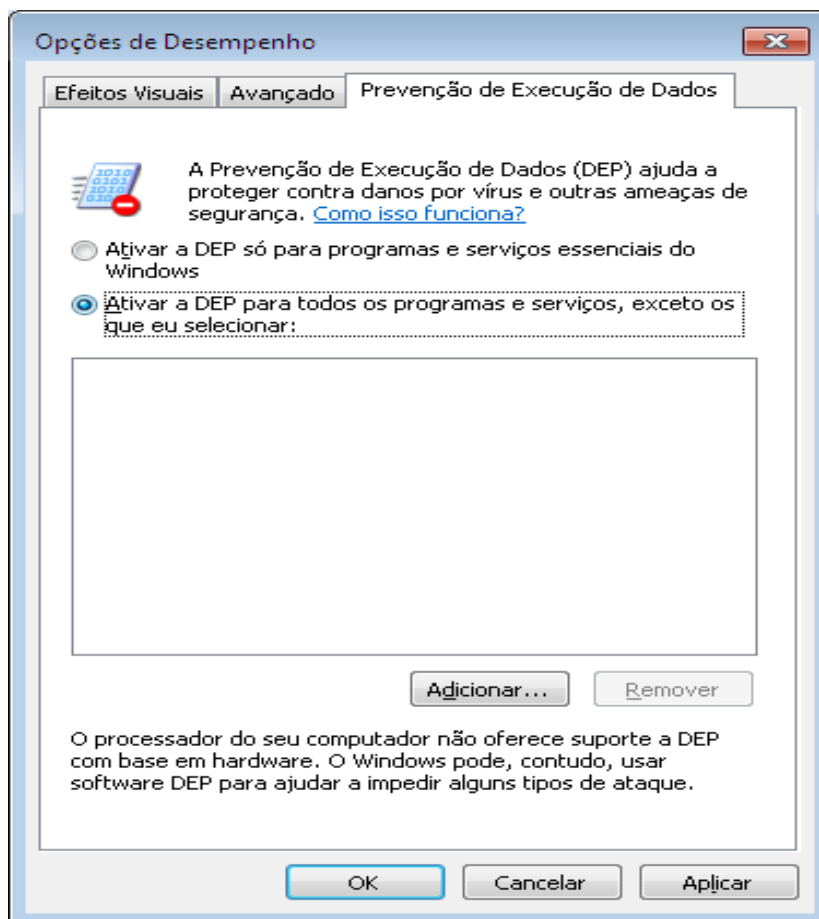 Opções de Desempenho
Efeitos Visuais
Avançado
Prevenção de Execução de Dados
A Prevenção de Execução de Dados (DEP) ajuda a
proteger contra danos por vírus e outras ameaças de
segurança. Como isso funciona?
Ativar a DEP só para programas e serviços essenciais do
Windows
Ativar a DEP para todos os programas e serviços, exceto os
que eu selecionar:
Adicionar...
Remover
O processador do seu computador não oferece suporte a DEP
com base em hardware. O Windows pode, contudo, usar
software DEP para ajudar a impedir alguns tipos de ataque.
OK
Cancelar
Aplicar